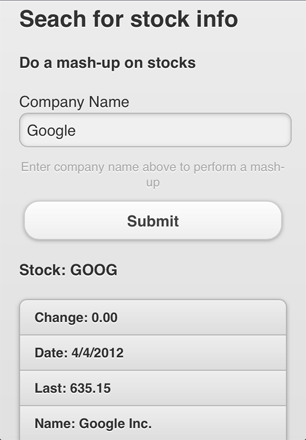 Seach for stock info
Do a mash-up on stocks
Company Name
Google
Enter company name above to perform a mash-
up
Submit
Stock: GOOG
Change: 0.00
Date: 4/4/2012
Last: 635.15
Name: Google Inc.